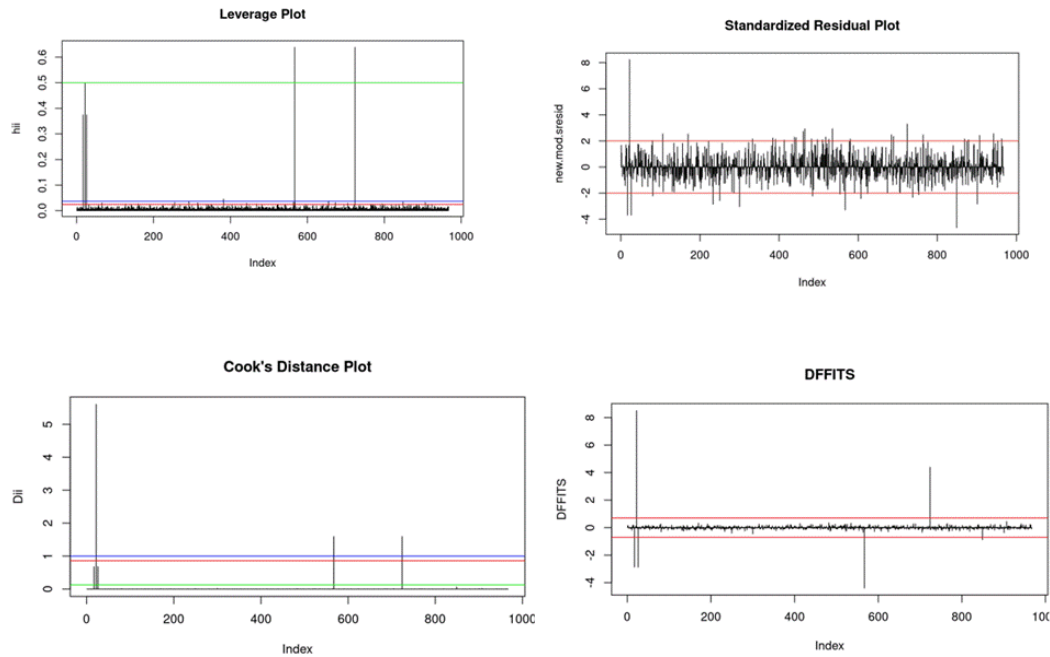 Leverage Plot
hii
0.0 0.1 0.2 0.3 0.4 0.5 0.6
0 200 400 600 800 1000
Index
Standardized Residual Plot
new.mod.sresid
-4 -2 0 2 4 6 8
0 200 400 600 800 1000
Index
Cook's Distance Plot
Dii
0 1 2 3 4 5
0 200 400 600 800 1000
Index
DFFITS
DFFITS
-4 -2 0 2 4 6 8
0 200 400 600 800 100
Index